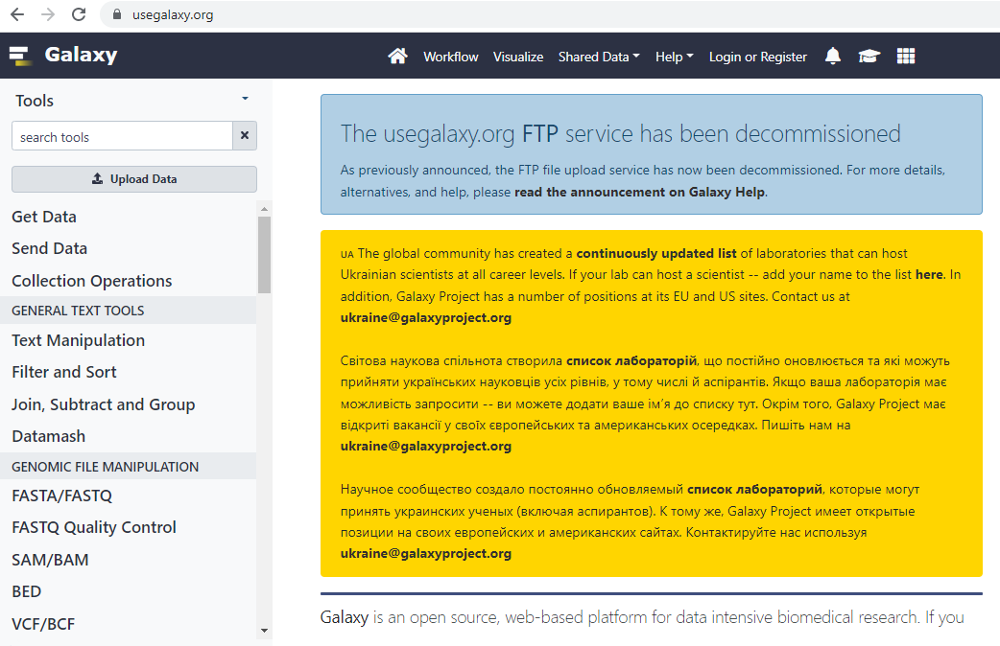 usegalaxy.org
Galaxy
Workflow Visualize Shared Data Help Login or Register
Tools
search tools
Upload Data
Get Data
Send Data
Collection Operations
GENERAL TEXT TOOLS
Text Manipulation
Filter and Sort
Join, Subtract and Group
Datamash
GENOMIC FILE MANIPULATION
FASTA/FASTQ
FASTQ Quality Control
SAM/BAM
BED
VCF/BCF
The usegalaxy.org FTP service has been decommissioned
As previously announced, the FTP file upload service has now been decommissioned. For more details,
alternatives, and help, please read the announcement on Galaxy Help.
UA The global community has created a continuously updated list of laboratories that can host
Ukrainian scientists at all career levels. If your lab can host a scientist -- add your name to the list here. In
addition, Galaxy Project has a number of positions at its EU and US sites. Contact us at
ukraine@galaxyproject.org
Світова наукова спільнота створила список лабораторій, що постійно оновлюється та які можуть
прийняти українських науковців усіх рівнів, у тому числі й аспірантів. Якщо ваша лабораторія має
можливість запросити -- ви можете додати ваше ім’я до списку тут. Окрім того, Galaxy Project має
відкриті вакансії у своїх європейських та американських осередках. Пишіть нам на
ukraine@galaxyproject.org
Научное сообщество создало постоянно обновляемый список лабораторий, которые могут
принять украинских ученых (включая аспирантов). К тому же, Galaxy Project имеет открытые
позиции на своих европейских и американских сайтах. Контактируйте нас используя
ukraine@galaxyproject.org
Galaxy is an open source, web-based platform for data intensive biomedical research. If you